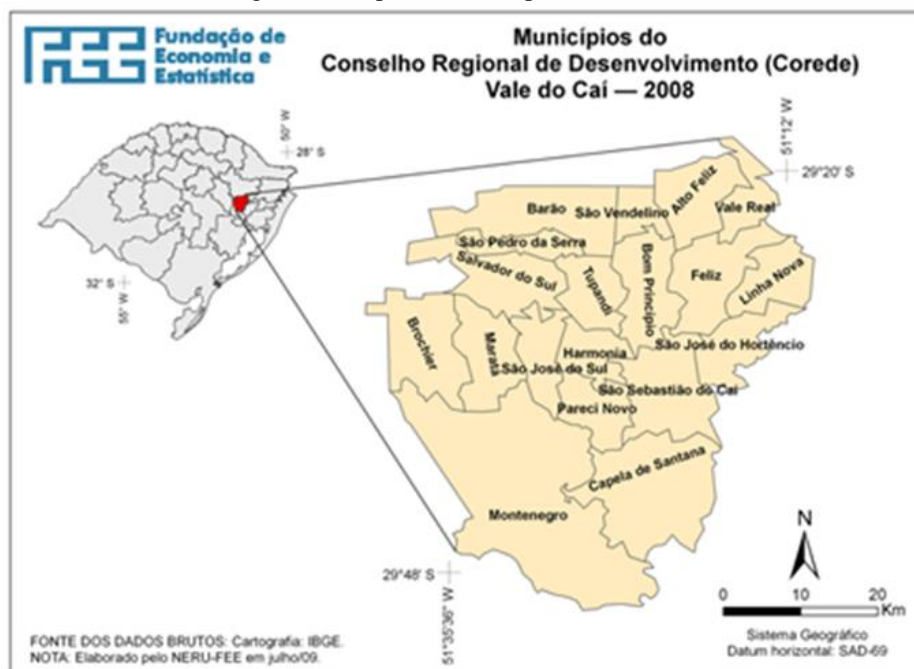 FEE Fundação de
Economia e
Estatística
Municípios do
Conselho Regional de Desenvolvimento (Corede)
Vale do Caí — 2008
50° W
28° S
32° S
55° W
51°12' W
29°20' S
Alto Feliz
Barão
São Vendelino
Vale Real
São Pedro da Serra
Salvador do Sul
Tupandi
Bom Princípio
Feliz
Linha Nova
Brochier
Maratá
Harmonia
São José do Hortêncio
São José do Sul
São Sebastião do Caí
Pareci Novo
Capela de Santana
Montenegro
29°48' S
51°35'36" W
N
0 10 20
Km
Sistema Geográfico
Datum horizontal: SAD-69
FONTE DOS DADOS BRUTOS: Cartografia: IBGE.
NOTA: Elaborado pelo NERU-FEE em julho/09.